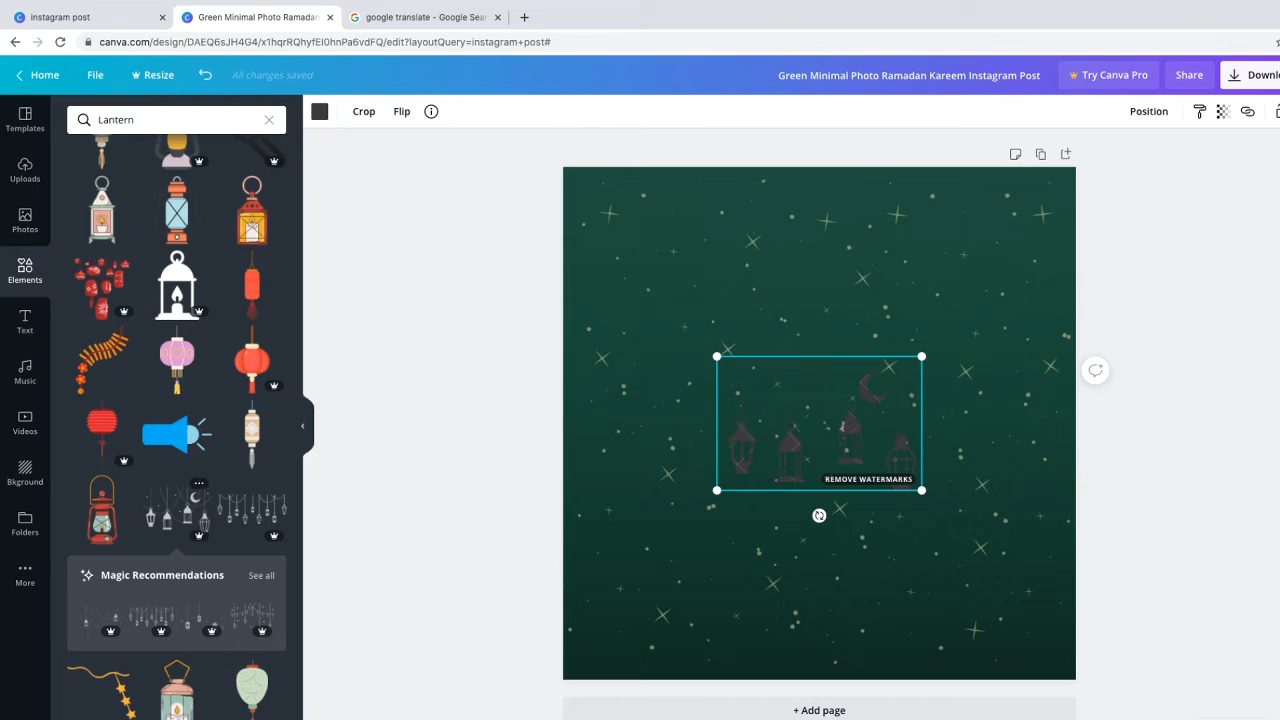 instagram post
Green Minimal Photo Ramadan
google translate - Google Sear
canva.com/design/DAEQ6sJH4G4/x1hqrRQhyfEI0hnPa6vdFQ/edit?layoutQuery=instagram+post#
Home
File
Resize
All changes saved
Green Minimal Photo Ramadan Kareem Instagram Post
Try Canva Pro
Share
Downlo
Templates
Uploads
Photos
Elements
Text
Music
Videos
Bkground
Folders
More
Lantern
Crop
Flip
Position
REMOVE WATERMARKS
Magic Recommendations
See all
+ Add page